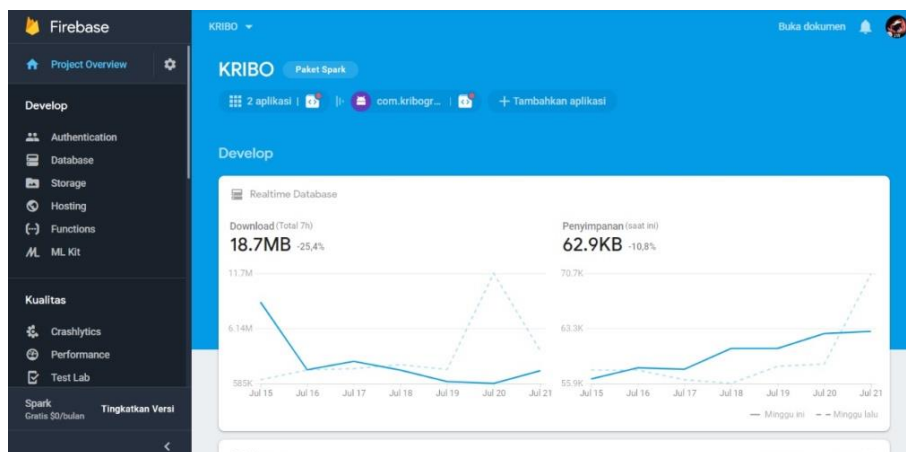 Firebase
Project Overview
Develop
Authentication
Database
Storage
Hosting
Functions
ML Kit
Kualitas
Crashlytics
Performance
Test Lab
Spark
Gratis $0/bulan
Tingkatkan Versi
KRIBO
Buka dokumen
KRIBO Paket Spark
2 aplikasi | com.kribogr... | + Tambahkan aplikasi
Develop
Realtime Database
Download (Total 7h)
18.7MB -25,4%
11.7M
6.14M
585K
Jul 15 Jul 16 Jul 17 Jul 18 Jul 19 Jul 20 Jul 21
Penyimpanan (saat ini)
62.9KB -10,8%
70.7K
63.3K
55.9K
Jul 15 Jul 16 Jul 17 Jul 18 Jul 19 Jul 20 Jul 21
Minggu ini Minggu lalu